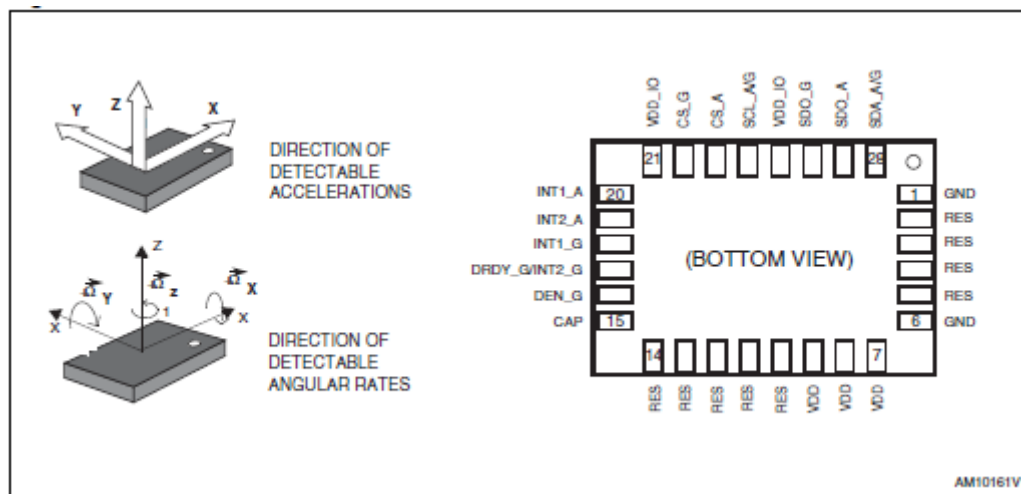 Z
Y
X
DIRECTION OF
DETECTABLE
ACCELERATIONS
Z
Ω Y
Ω z
Ω X
X
1
X
DIRECTION OF
DETECTABLE
ANGULAR RATES
VDD_IO
CS_G
CS_A
SCL_A/G
VDD_IO
SDO_G
SDO_A
SDA_A/G
21
28
INT1_A
20
1
GND
INT2_A
RES
INT1_G
RES
(BOTTOM VIEW)
DRDY_G/INT2_G
RES
DEN_G
RES
CAP
15
6
GND
14
7
RES
RES
RES
RES
RES
VDD
VDD
VDD
AM10161V